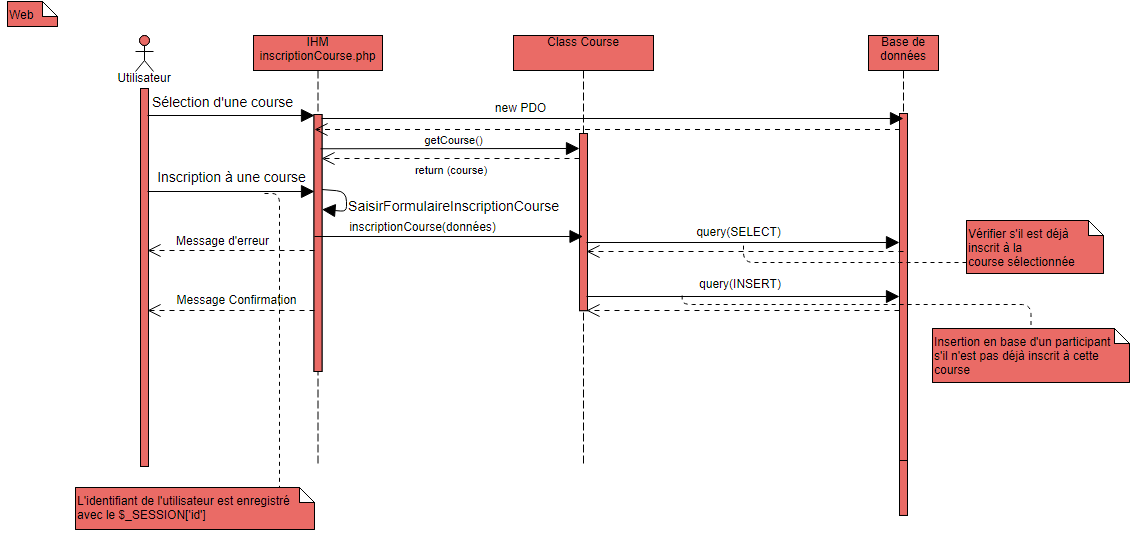 Web
IHM
inscriptionCourse.php
Class Course
Base de
données
Utilisateur
Sélection d'une course
new PDO
getCourse()
return (course)
Inscription à une course
SaisirFormulaireInscriptionCourse
inscriptionCourse(données)
Message d'erreur
query(SELECT)
Vérifier s'il est déjà
inscrit à la
course sélectionnée
Message Confirmation
query(INSERT)
Insertion en base d'un participant
s'il n'est pas déjà inscrit à cette
course
L'identifiant de l'utilisateur est enregistré
avec le $_SESSION['id']